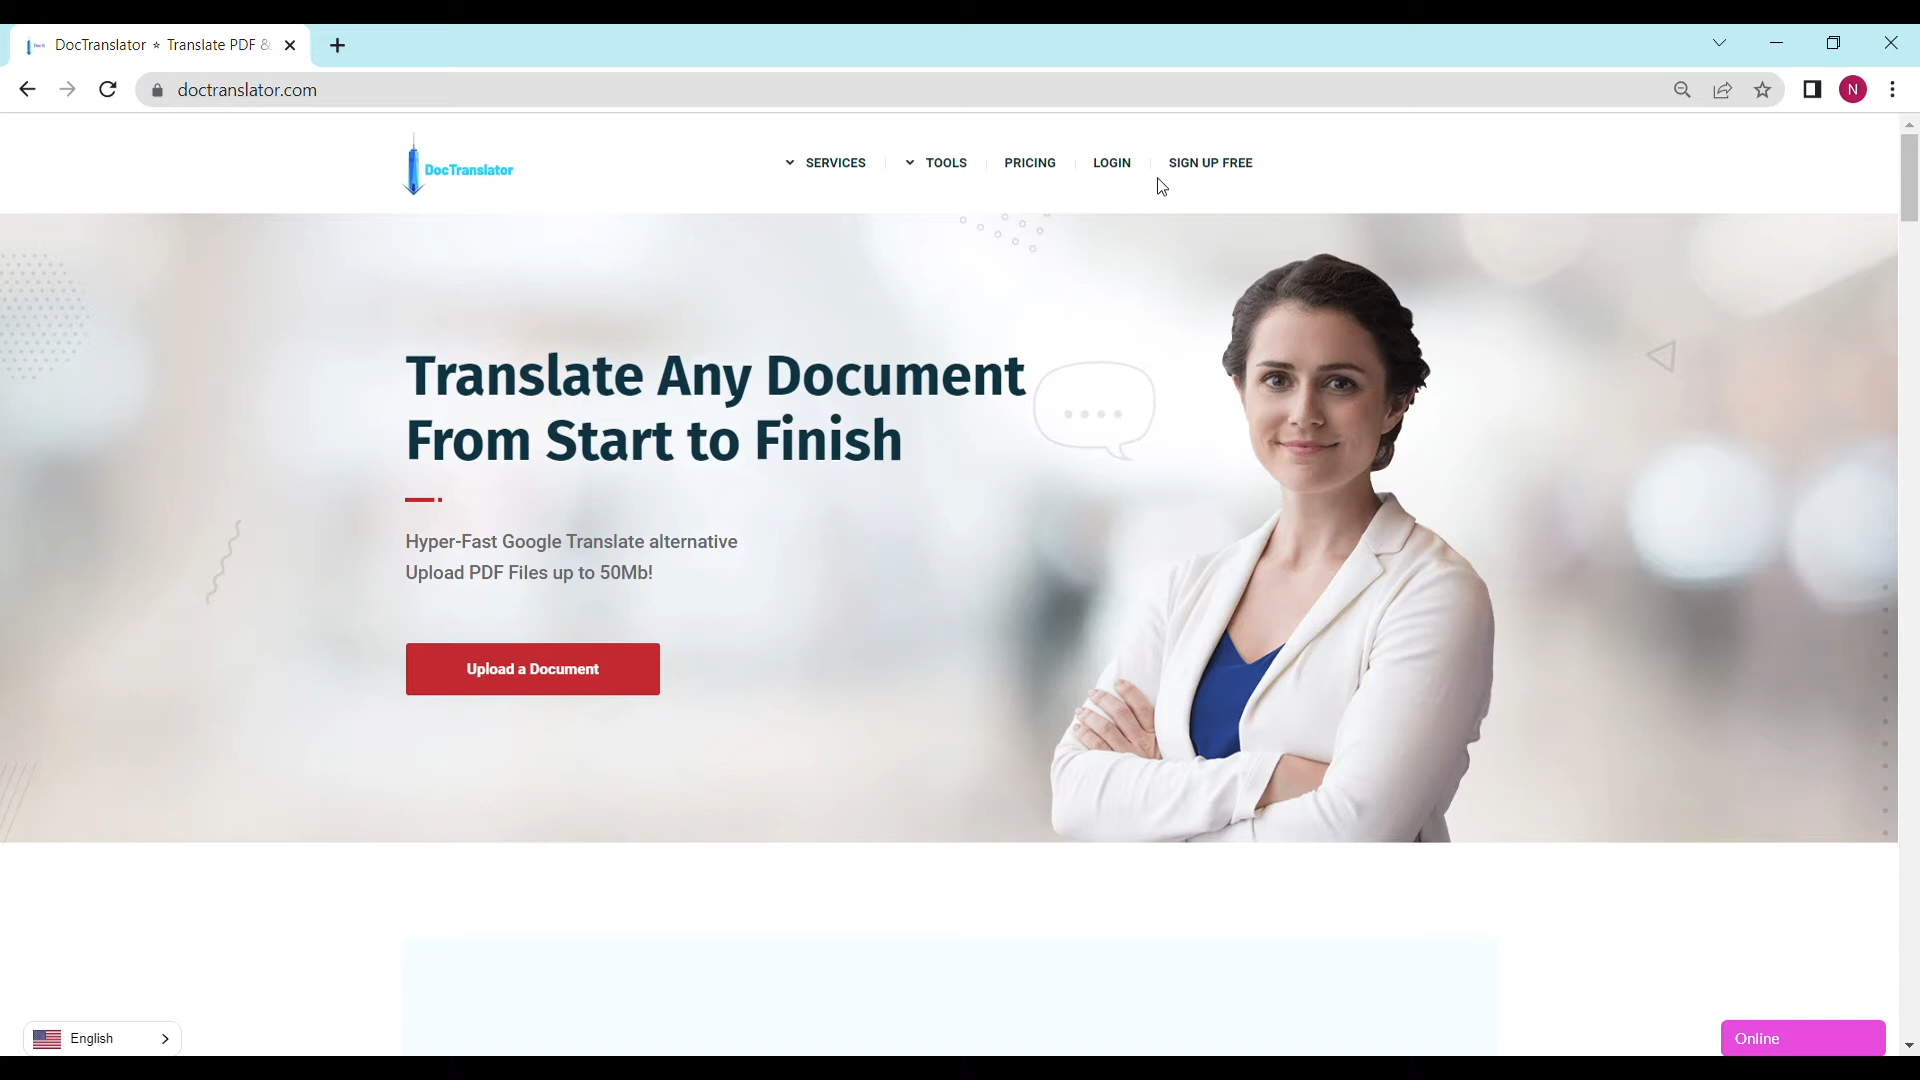 DocTranslator ⋆ Translate PDF &
doctranslator.com
N
DocTranslator
SERVICES
TOOLS
PRICING
LOGIN
SIGN UP FREE
Translate Any Document
From Start to Finish
Hyper-Fast Google Translate alternative
Upload PDF Files up to 50Mb!
Upload a Document
English
Online